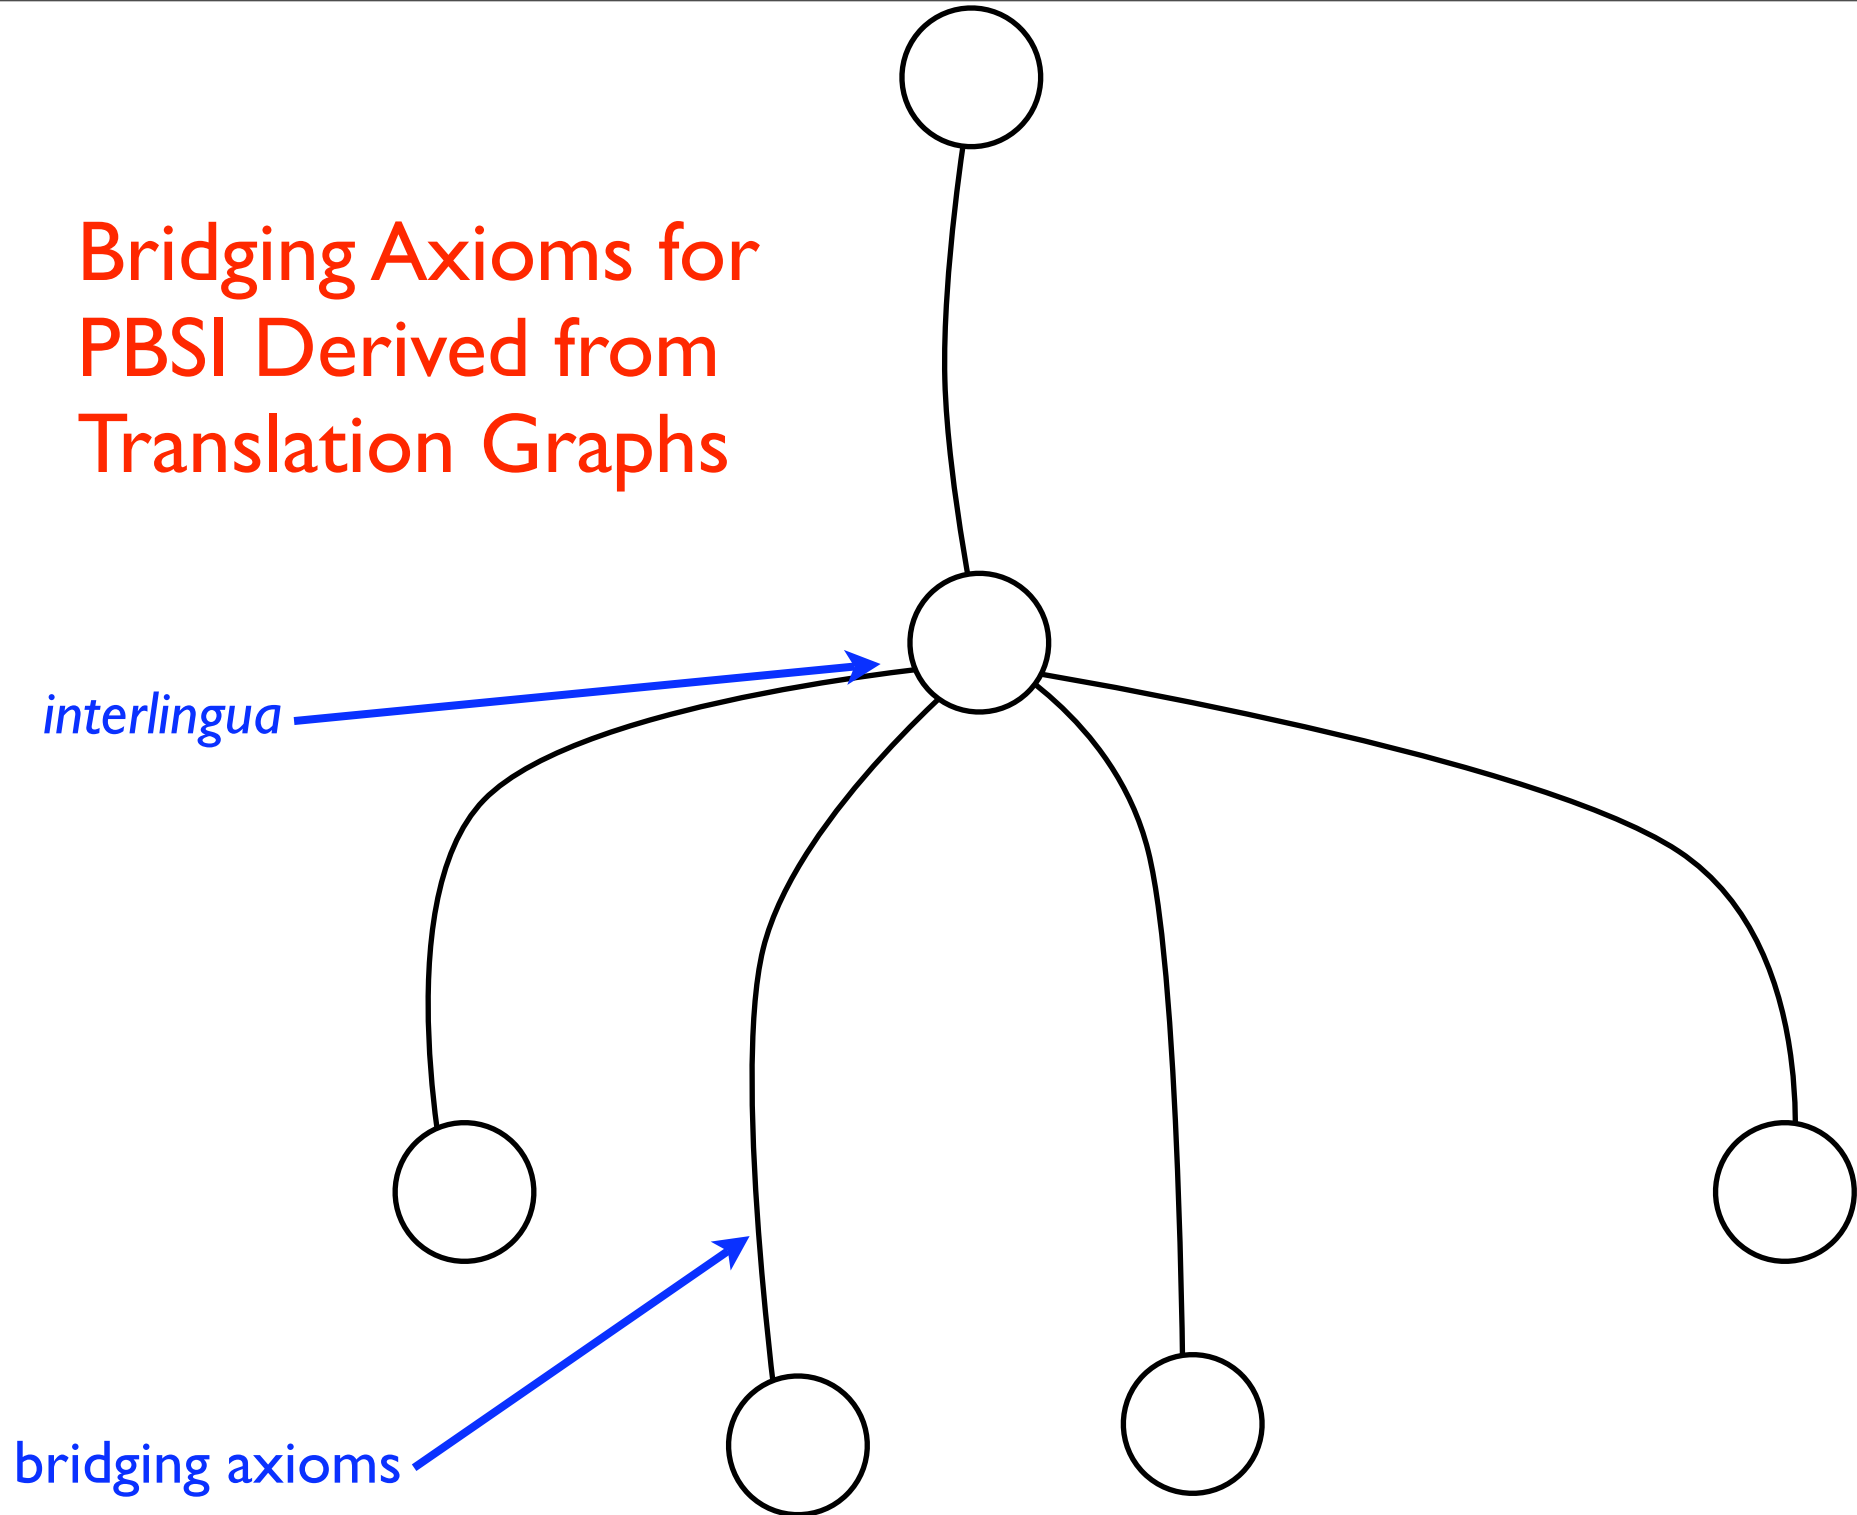 Bridging Axioms for
PBSI Derived from
Translation Graphs
interlingua
bridging axioms